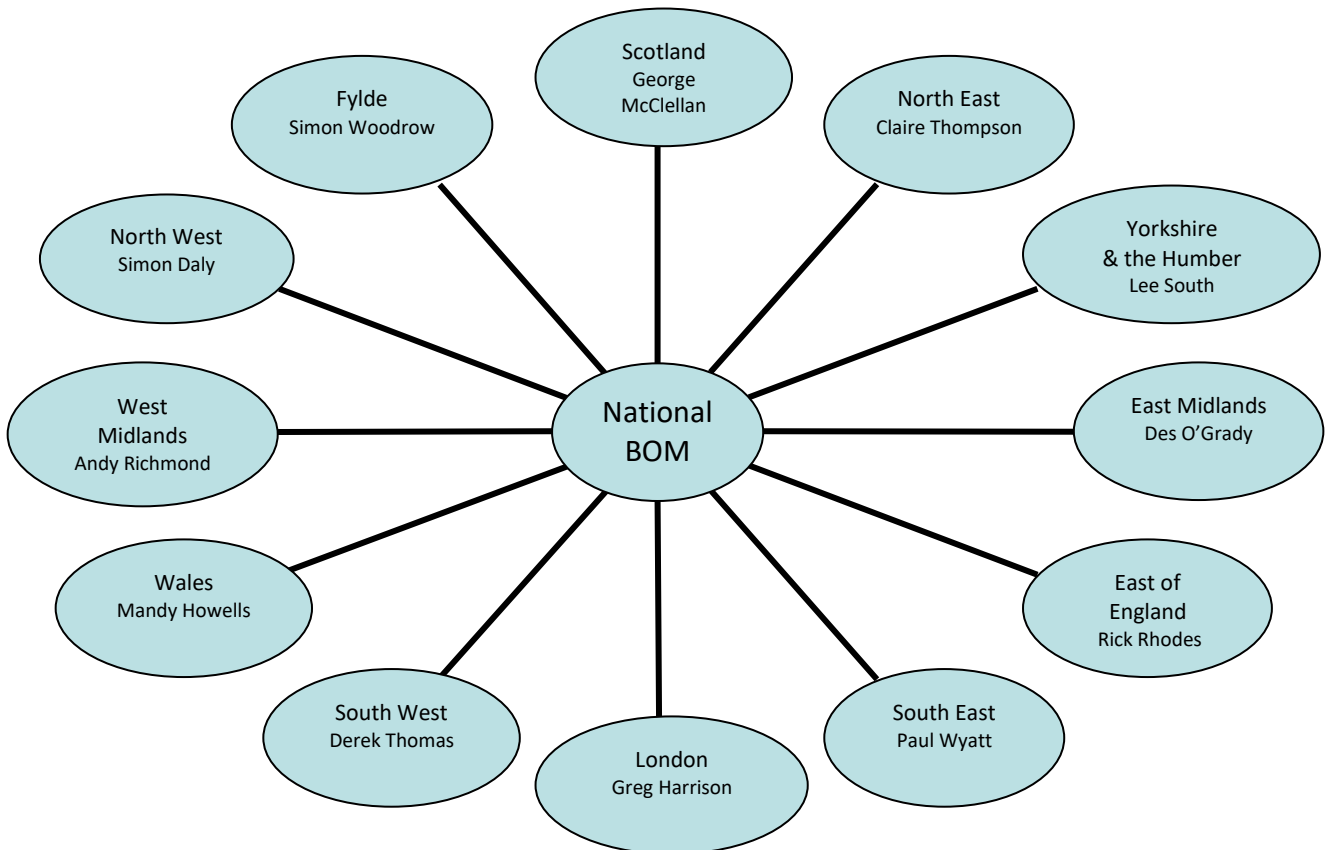 Scotland
George
McClellan
Fylde
Simon Woodrow
North East
Claire Thompson
North West
Simon Daly
Yorkshire
& the Humber
Lee South
National
BOM
West
Midlands
Andy Richmond
East Midlands
Des O’Grady
Wales
Mandy Howells
East of
England
Rick Rhodes
South West
Derek Thomas
South East
Paul Wyatt
London
Greg Harrison